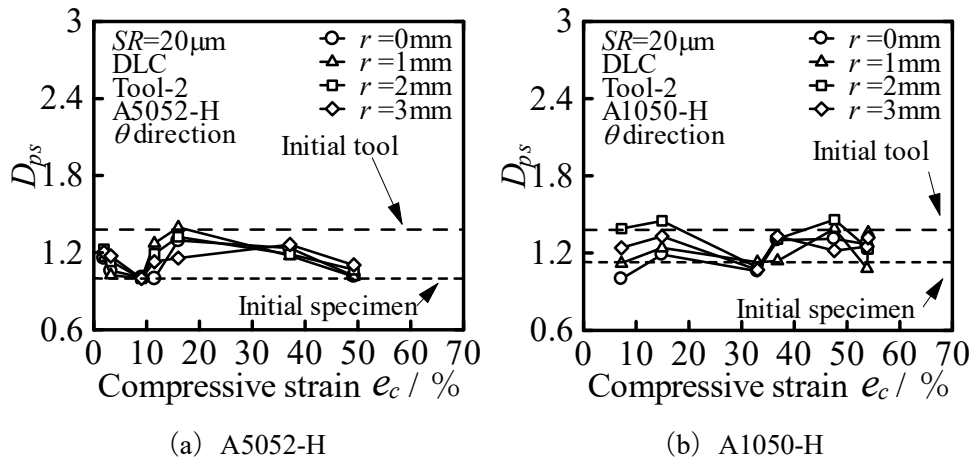 3
2.4
1.8
1.2
0.6
D_ps
SR=20μm
DLC
Tool-2
A5052-H
θ direction
r =0mm
r =1mm
r =2mm
r =3mm
Initial tool
Initial specimen
0 10 20 30 40 50 60 70
Compressive strain e_c / %
(a) A5052-H
3
2.4
1.8
1.2
0.6
D_ps
SR=20μm
DLC
Tool-2
A1050-H
θ direction
r =0mm
r =1mm
r =2mm
r =3mm
Initial tool
Initial specimen
0 10 20 30 40 50 60 70
Compressive strain e_c / %
(b) A1050-H